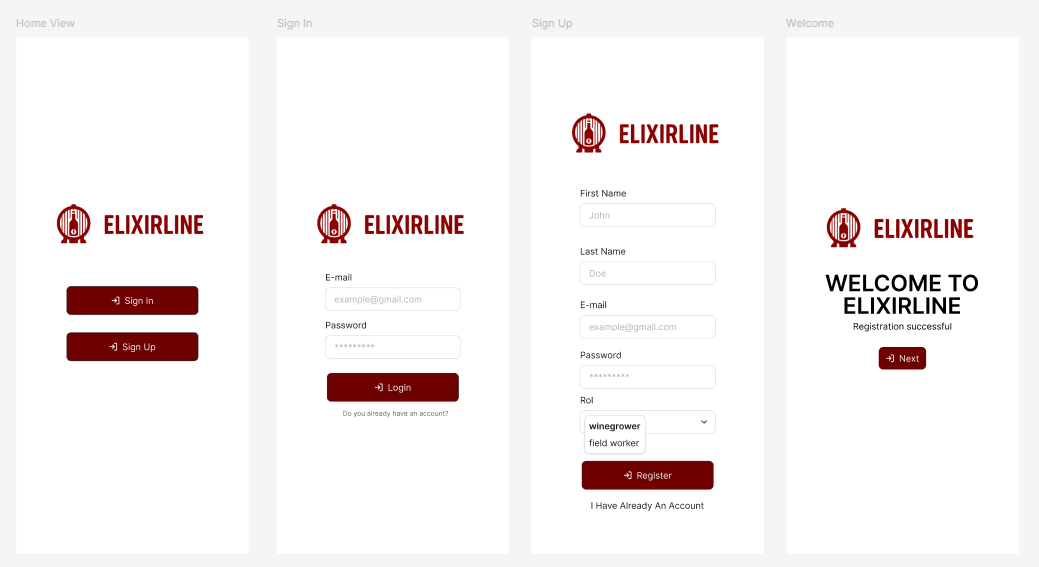 Home View
ELIXIRLINE
Sign In
Sign Up
Sign In
ELIXIRLINE
E-mail
example@gmail.com
Password
*********
Login
Do you already have an account?
Sign Up
ELIXIRLINE
First Name
John
Last Name
Doe
E-mail
example@gmail.com
Password
*********
Rol
winegrower
field worker
Register
I Have Already An Account
Welcome
ELIXIRLINE
WELCOME TO
ELIXIRLINE
Registration successful
Next